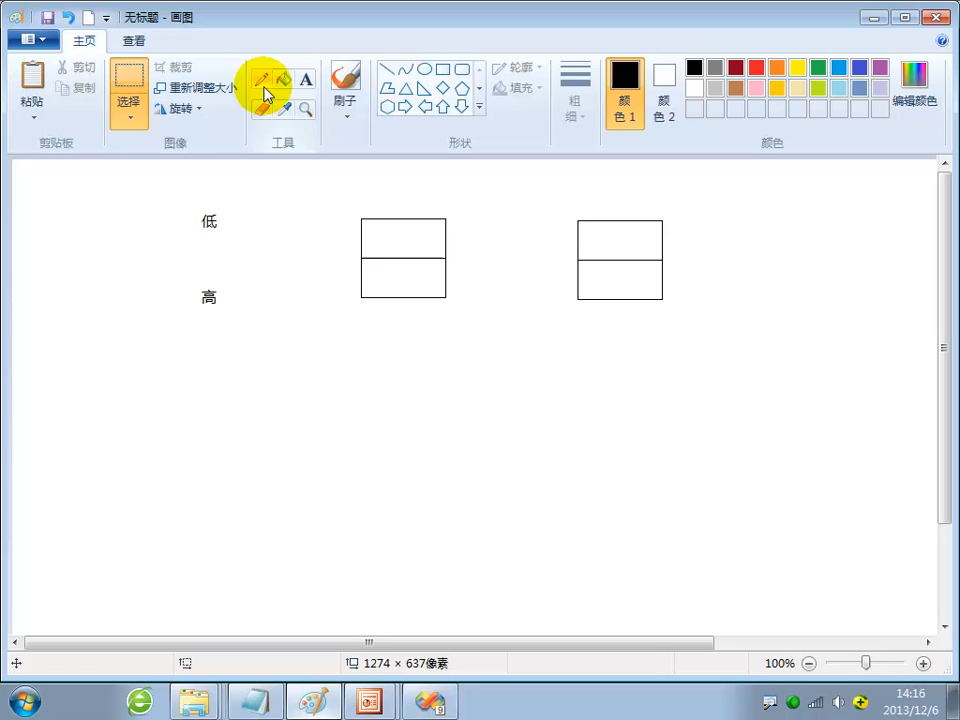 无标题 - 画图
主页 查看
粘贴
剪切
复制
剪贴板
选择
裁剪
重新调整大小
旋转
图像
A
工具
刷子
轮廓
填充
形状
粗
细
颜
色 1
颜
色 2
编辑颜色
颜色
低
高
1274 × 637像素
100%
9
14:16
2013/12/6